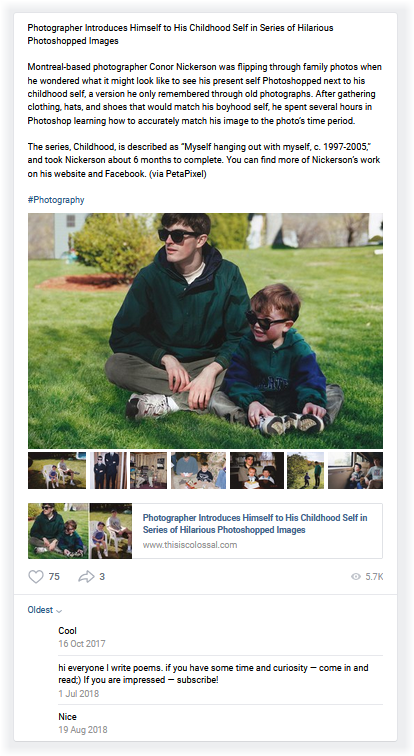 Photographer Introduces Himself to His Childhood Self in Series of Hilarious
Photoshopped Images
Montreal-based photographer Conor Nickerson was flipping through family photos when
he wondered what it might look like to see his present self Photoshopped next to his
childhood self, a version he only remembered through old photographs. After gathering
clothing, hats, and shoes that would match his boyhood self, he spent several hours in
Photoshop learning how to accurately match his image to the photo's time period.
The series, Childhood, is described as "Myself hanging out with myself, c. 1997-2005,"
and took Nickerson about 6 months to complete. You can find more of Nickerson's work
on his website and Facebook. (via PetaPixel)
#Photography
Photographer Introduces Himself to His Childhood Self in
Series of Hilarious Photoshopped Images
www.thisiscolossal.com
75 3 5.7K
Oldest
Cool
16 Oct 2017
hi everyone I write poems. if you have some time and curiosity — come in and
read;) If you are impressed — subscribe!
1 Jul 2018
Nice
19 Aug 2018